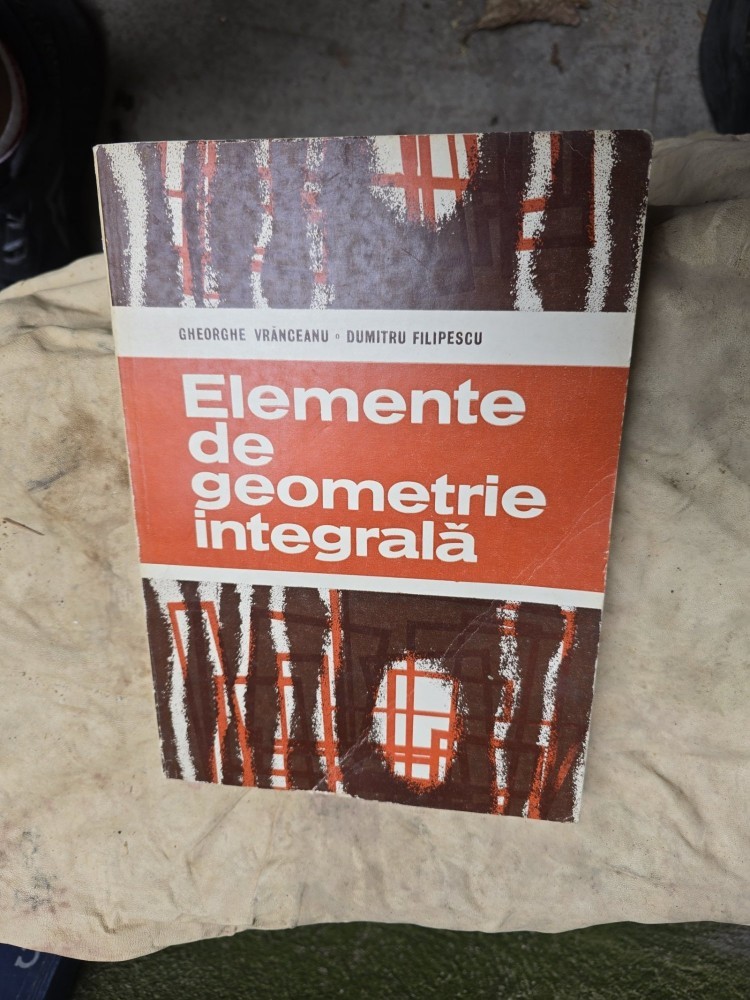 GHEORGHE VRÂNCEANU • DUMITRU FILIPESCU
Elemente
de
geometrie
integrală